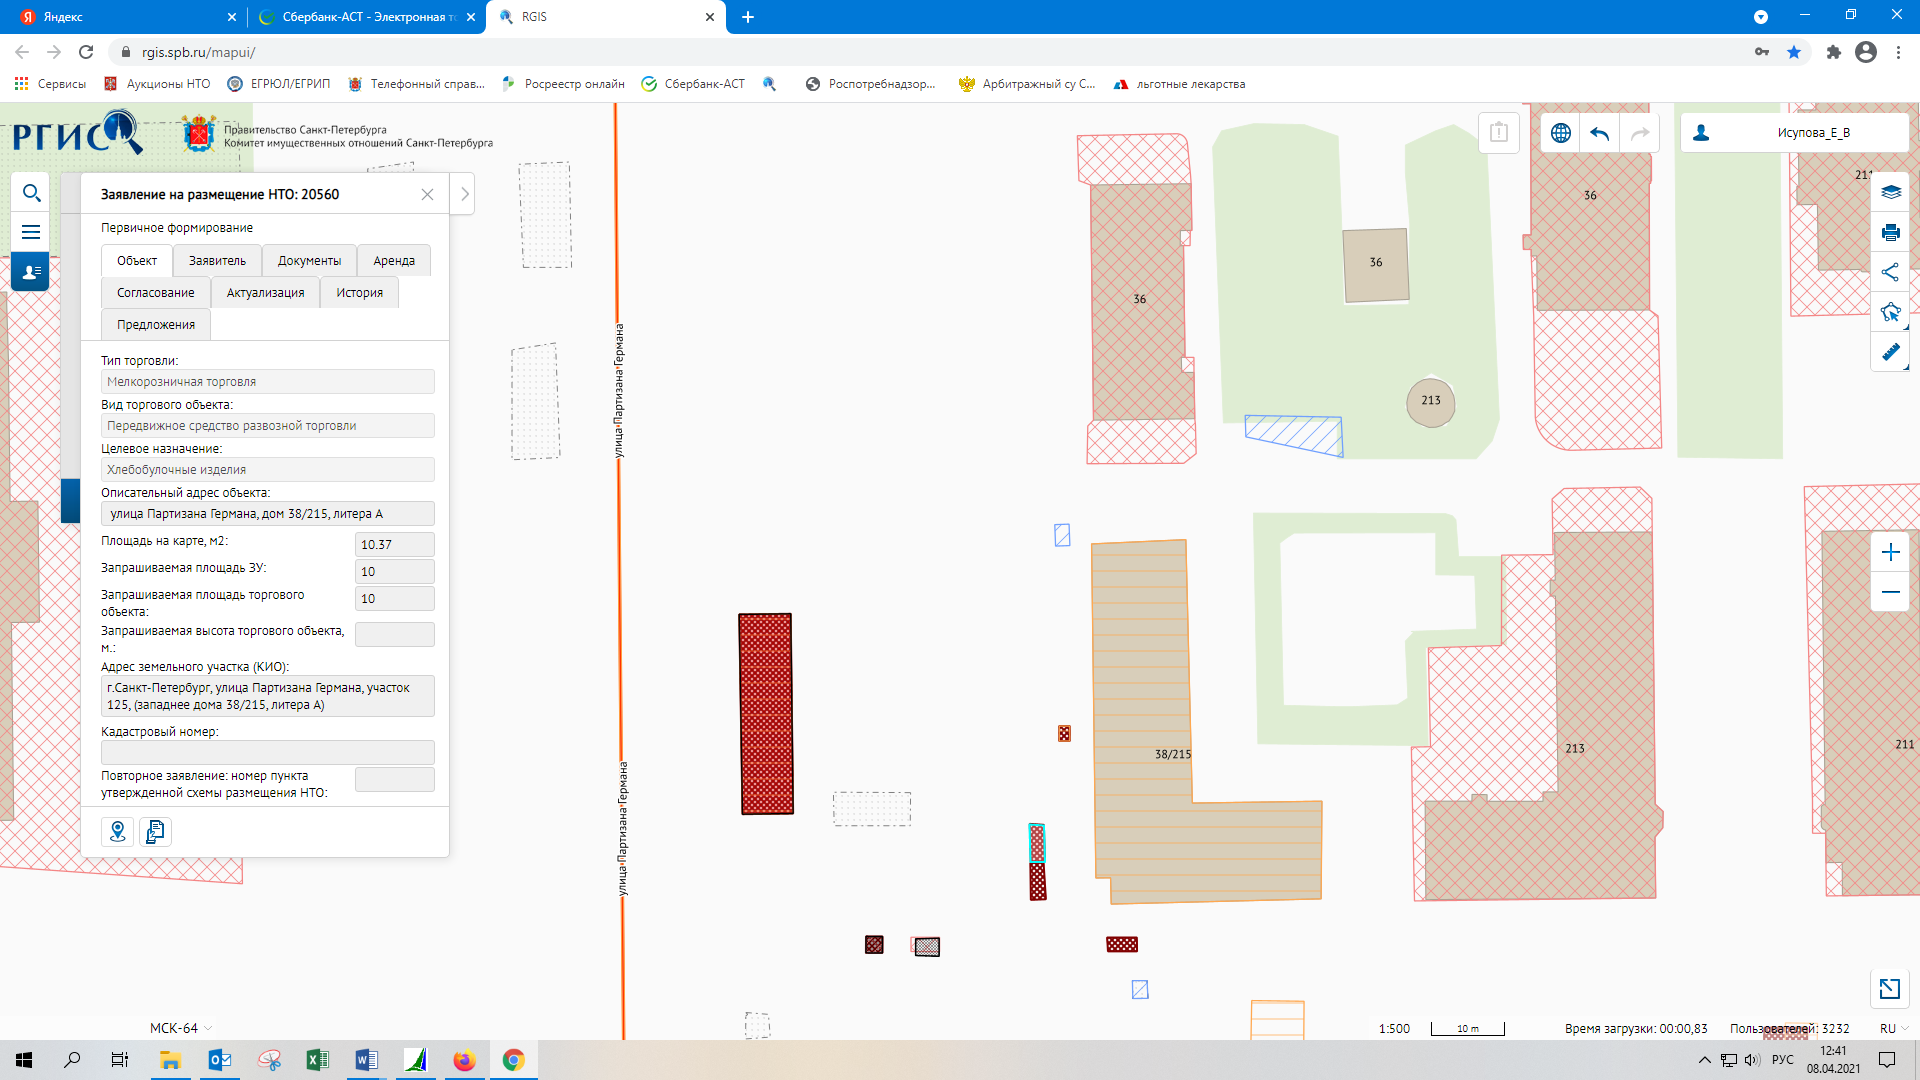 Яндекс
Сбербанк-АСТ - Электронная то
RGIS
rgis.spb.ru/mapui/
Сервисы
Аукционы НТО
ЕГРЮЛ/ЕГРИП
Телефонный справ...
Росреестр онлайн
Сбербанк-АСТ
Роспотребнадзор...
Арбитражный су С...
льготные лекарства
РГИС
Правительство Санкт-Петербурга
Комитет имущественных отношений Санкт-Петербурга
Исупова_Е_В
Заявление на размещение НТО: 20560
Первичное формирование
Объект
Заявитель
Документы
Аренда
Согласование
Актуализация
История
Предложения
Тип торговли:
Мелкорозничная торговля
Вид торгового объекта:
Передвижное средство развозной торговли
Целевое назначение:
Хлебобулочные изделия
Описательный адрес объекта:
улица Партизана Германа, дом 38/215, литера А
Площадь на карте, м2:
10.37
Запрашиваемая площадь ЗУ:
10
Запрашиваемая площадь торгового
объекта:
10
Запрашиваемая высота торгового объекта,
м.:
Адрес земельного участка (КИО):
г.Санкт-Петербург, улица Партизана Германа, участок
125, (западнее дома 38/215, литера А)
Кадастровый номер:
Повторное заявление: номер пункта
утвержденной схемы размещения НТО:
улица Партизана Германа
улица Партизана Германа
36
36
36
211
213
38/215
213
211
МСК-64
1:500
10 m
Время загрузки: 00:00,83
Пользователей: 3232
RU
РУС
12:41
08.04.2021